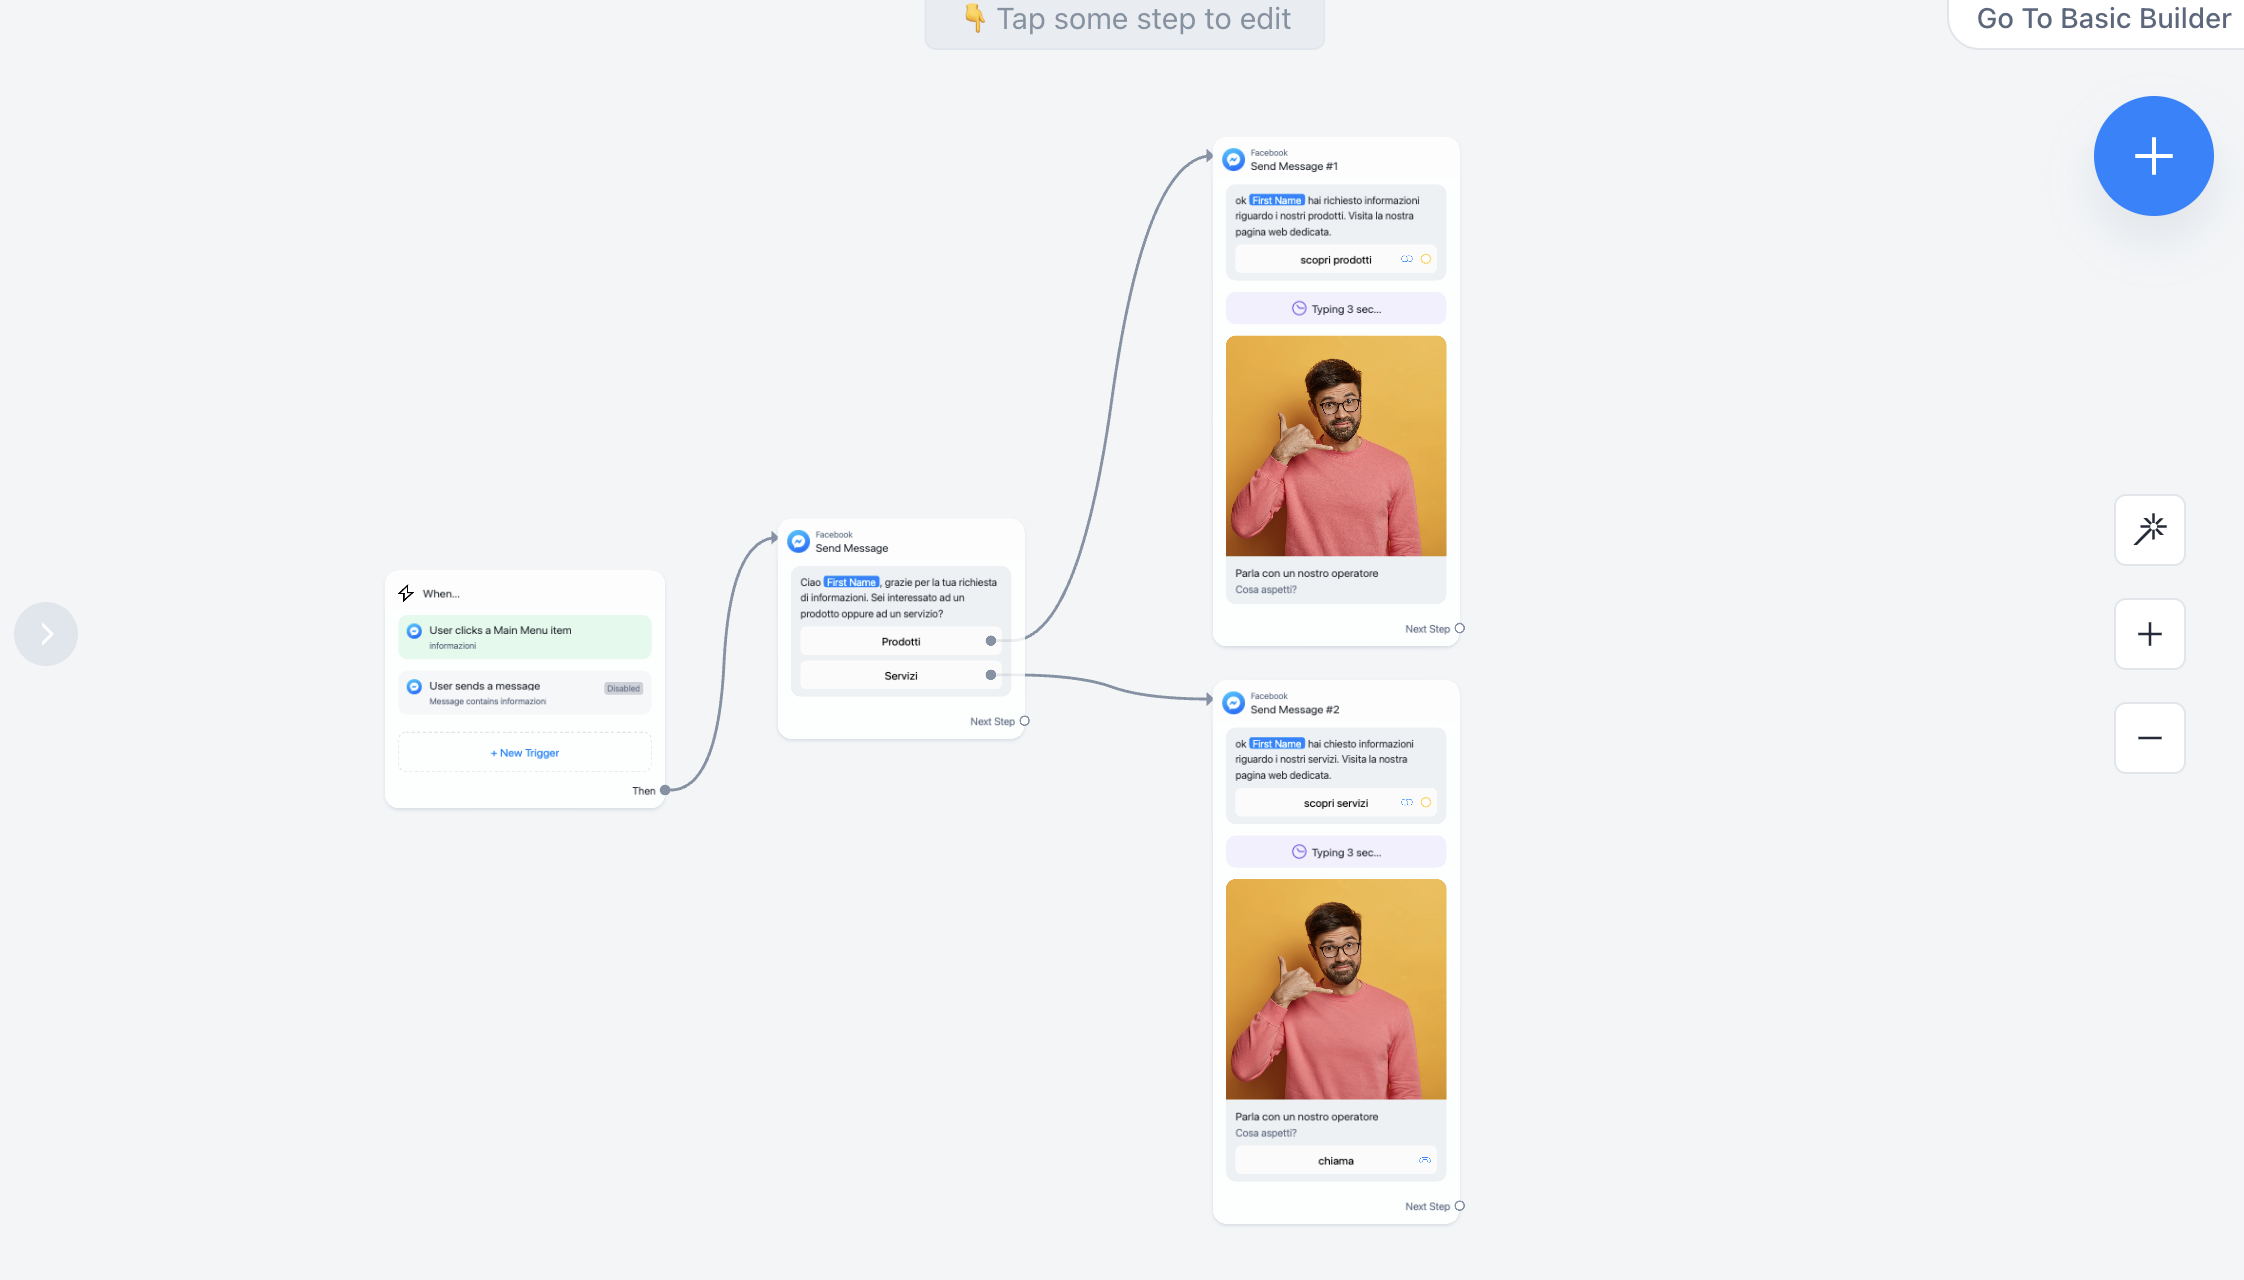 👇 Tap some step to edit
Go To Basic Builder
When...
User clicks a Main Menu item
informazioni
User sends a message
Disabled
Message contains informazioni
+ New Trigger
Then
Facebook
Send Message
Ciao First Name, grazie per la tua richiesta
di informazioni. Sei interessato ad un
prodotto oppure ad un servizio?
Prodotti
Servizi
Next Step
Facebook
Send Message #1
ok First Name hai richiesto informazioni
riguardo i nostri prodotti. Visita la nostra
pagina web dedicata.
scopri prodotti
Typing 3 sec...
Parla con un nostro operatore
Cosa aspetti?
Next Step
Facebook
Send Message #2
ok First Name hai chiesto informazioni
riguardo i nostri servizi. Visita la nostra
pagina web dedicata.
scopri servizi
Typing 3 sec...
Parla con un nostro operatore
Cosa aspetti?
chiama
Next Step